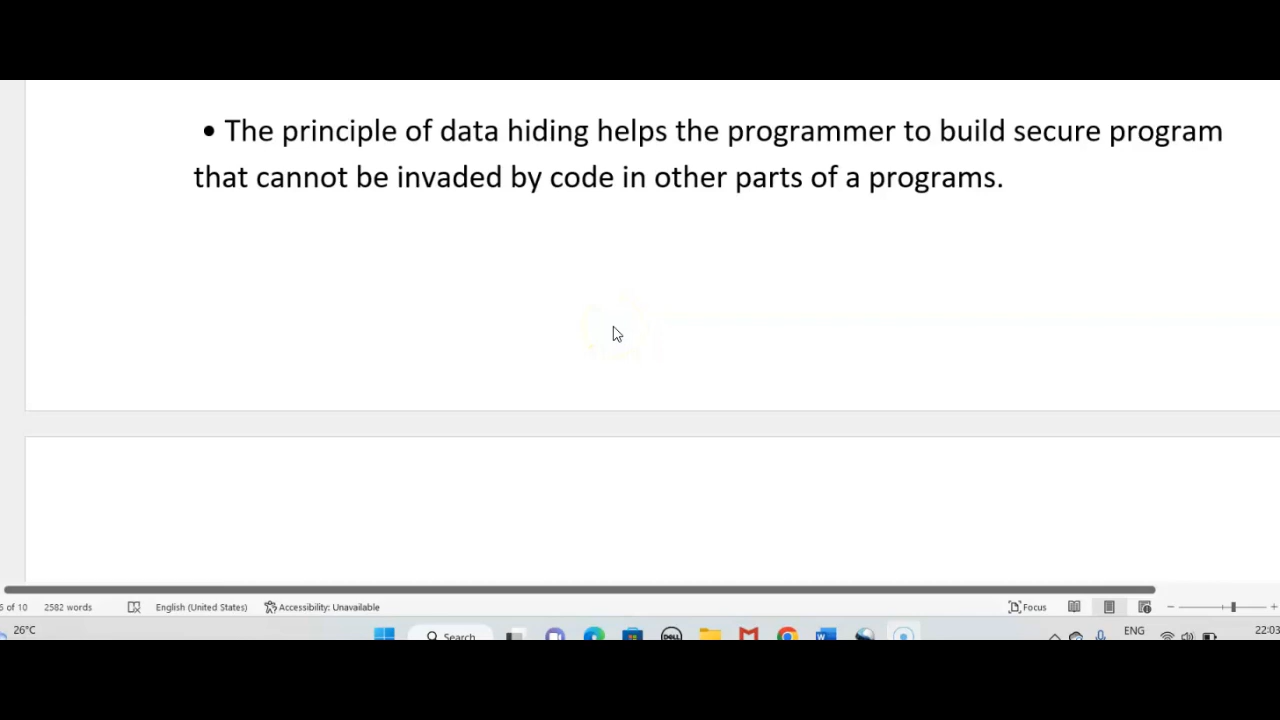 • The principle of data hiding helps the programmer to build secure program
that cannot be invaded by code in other parts of a programs.
of 10 2582 words English (United States) Accessibility: Unavailable Focus
26°C Search DELL ENG 22:03